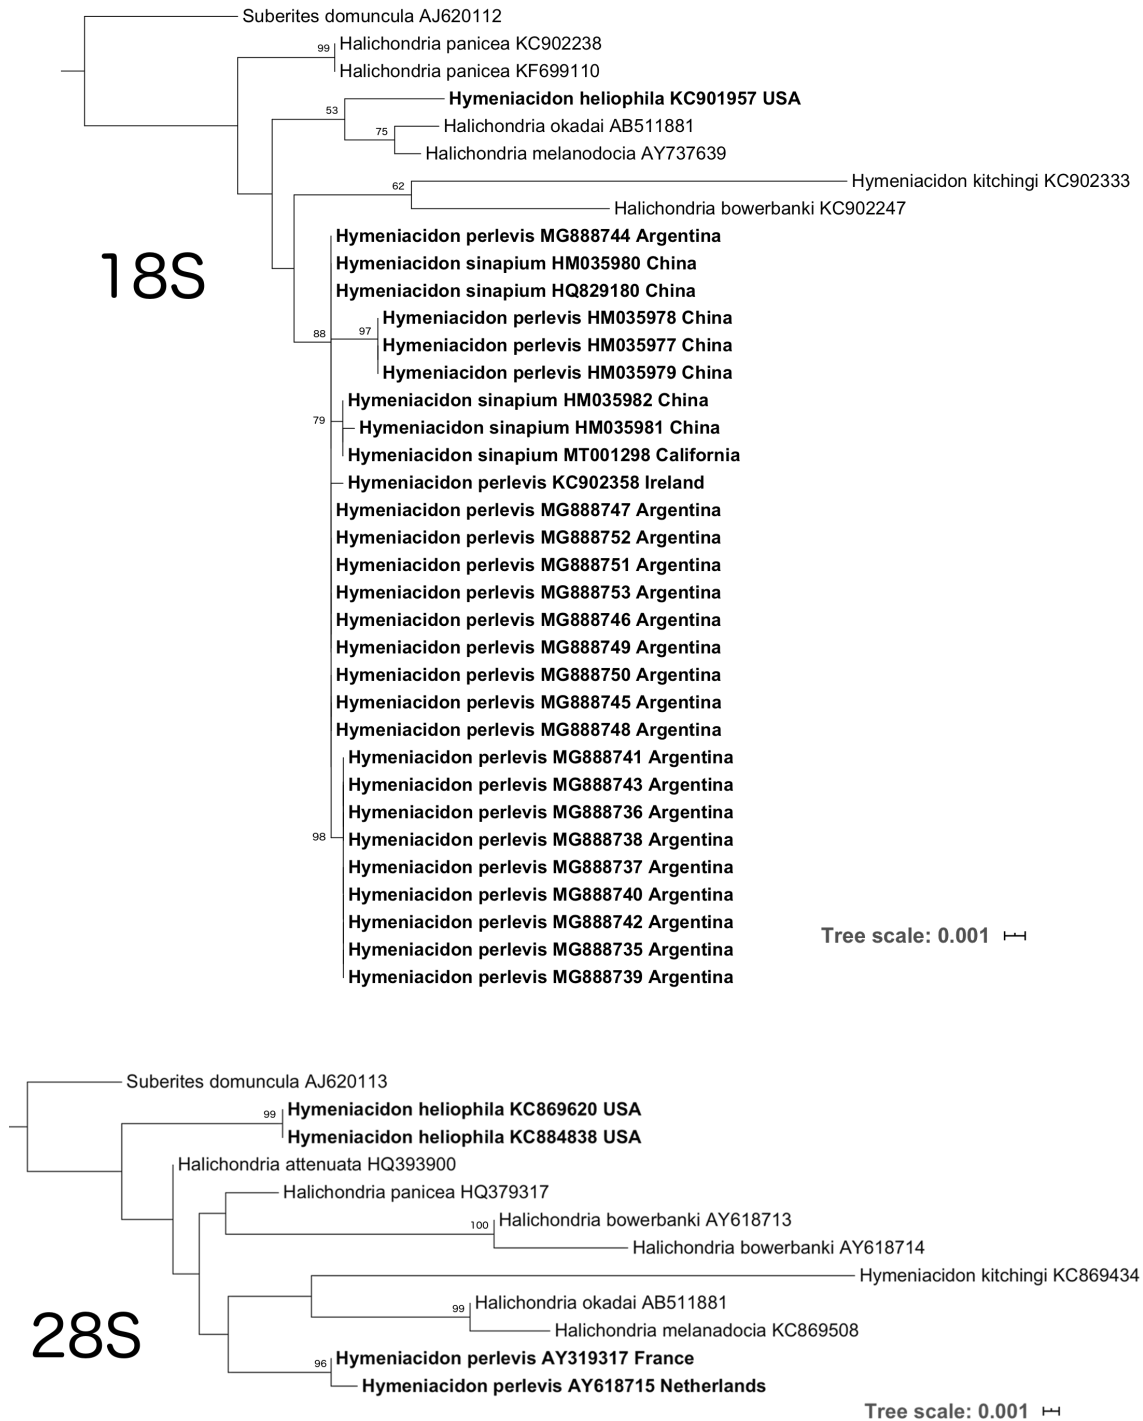 Suberites domuncula AJ620112
99
Halichondria panicea KC902238
Halichondria panicea KF699110
Hymeniacidon heliophila KC901957 USA
53
Halichondria okadai AB511881
75
Halichondria melanodocia AY737639
Hymeniacidon kitchingi KC902333
62
Halichondria bowerbanki KC902247
Hymeniacidon perlevis MG888744 Argentina
18S
Hymeniacidon sinapium HM035980 China
Hymeniacidon sinapium HQ829180 China
Hymeniacidon perlevis HM035978 China
88
97
Hymeniacidon perlevis HM035977 China
Hymeniacidon perlevis HM035979 China
Hymeniacidon sinapium HM035982 China
79
Hymeniacidon sinapium HM035981 China
Hymeniacidon sinapium MT001298 California
Hymeniacidon perlevis KC902358 Ireland
Hymeniacidon perlevis MG888747 Argentina
Hymeniacidon perlevis MG888752 Argentina
Hymeniacidon perlevis MG888751 Argentina
Hymeniacidon perlevis MG888753 Argentina
Hymeniacidon perlevis MG888746 Argentina
Hymeniacidon perlevis MG888749 Argentina
Hymeniacidon perlevis MG888750 Argentina
Hymeniacidon perlevis MG888745 Argentina
Hymeniacidon perlevis MG888748 Argentina
Hymeniacidon perlevis MG888741 Argentina
Hymeniacidon perlevis MG888743 Argentina
Hymeniacidon perlevis MG888736 Argentina
98
Hymeniacidon perlevis MG888738 Argentina
Hymeniacidon perlevis MG888737 Argentina
Hymeniacidon perlevis MG888740 Argentina
Hymeniacidon perlevis MG888742 Argentina
Tree scale: 0.001
Hymeniacidon perlevis MG888735 Argentina
Hymeniacidon perlevis MG888739 Argentina
Suberites domuncula AJ620113
99
Hymeniacidon heliophila KC869620 USA
Hymeniacidon heliophila KC884838 USA
Halichondria attenuata HQ393900
Halichondria panicea HQ379317
100
Halichondria bowerbanki AY618713
Halichondria bowerbanki AY618714
Hymeniacidon kitchingi KC869434
99
Halichondria okadai AB511881
28S
Halichondria melanadocia KC869508
96
Hymeniacidon perlevis AY319317 France
Hymeniacidon perlevis AY618715 Netherlands
Tree scale: 0.001